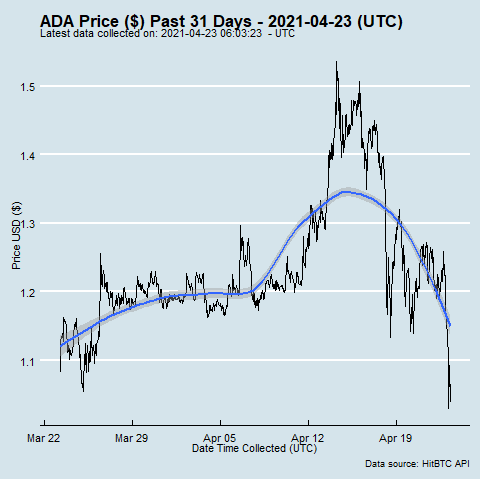 ADA Price ($) Past 31 Days - 2021-04-23 (UTC)
Latest data collected on: 2021-04-23 06:03:23  - UTC
1.5
1.4
1.3
1.2
1.1
Price USD ($)
Mar 22
Mar 29
Apr 05
Apr 12
Apr 19
Date Time Collected (UTC)
Data source: HitBTC API